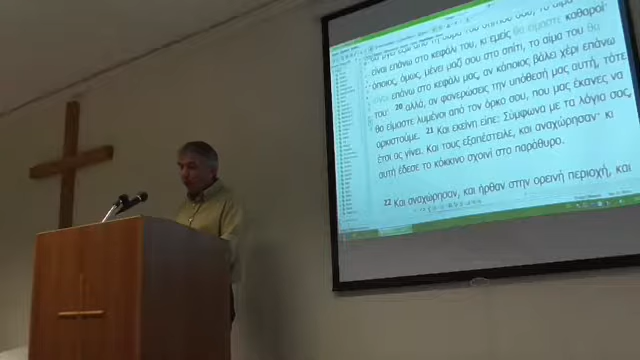 είναι επάνω στο κεφάλι του, κι εμείς θα είμαστε καθαροί·
όποιος, όμως, μένει μαζί σου στο σπίτι, το αίμα του θα
είναι επάνω στο κεφάλι μας, αν κάποιος βάλει χέρι επάνω
του· 20 αλλά, αν φανερώσεις την υπόθεσή μας αυτή, τότε
θα είμαστε λυμένοι από τον όρκο σου, που μας έκανες να
ορκιστούμε. 21 Και εκείνη είπε: Σύμφωνα με τα λόγια σας,
έτσι ας γίνει. Και τους εξαπέστειλε, και αναχώρησαν· κι
αυτή έδεσε το κόκκινο σχοινί στο παράθυρο.
22 Και αναχώρησαν, και ήρθαν στην ορεινή περιοχή, και